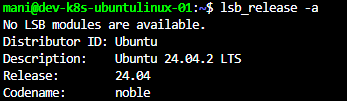 mani@dev-k8s-ubuntulinux-01:~$ lsb_release -a
No LSB modules are available.
Distributor ID: Ubuntu
Description:    Ubuntu 24.04.2 LTS
Release:        24.04
Codename:       noble